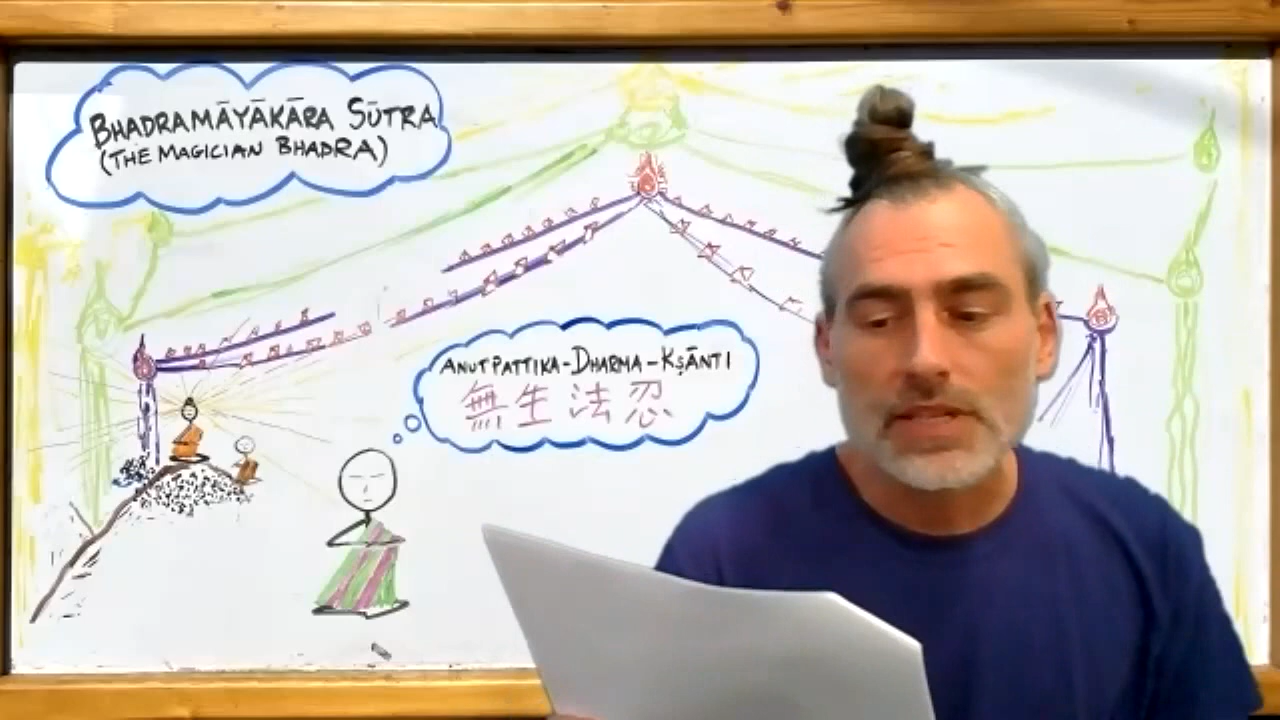 BHADRAMĀYĀKĀRA SŪTRA
(THE MAGICIAN BHADRA)
ANUTPATTIKA-DHARMA-KṢĀNTI
無生法忍